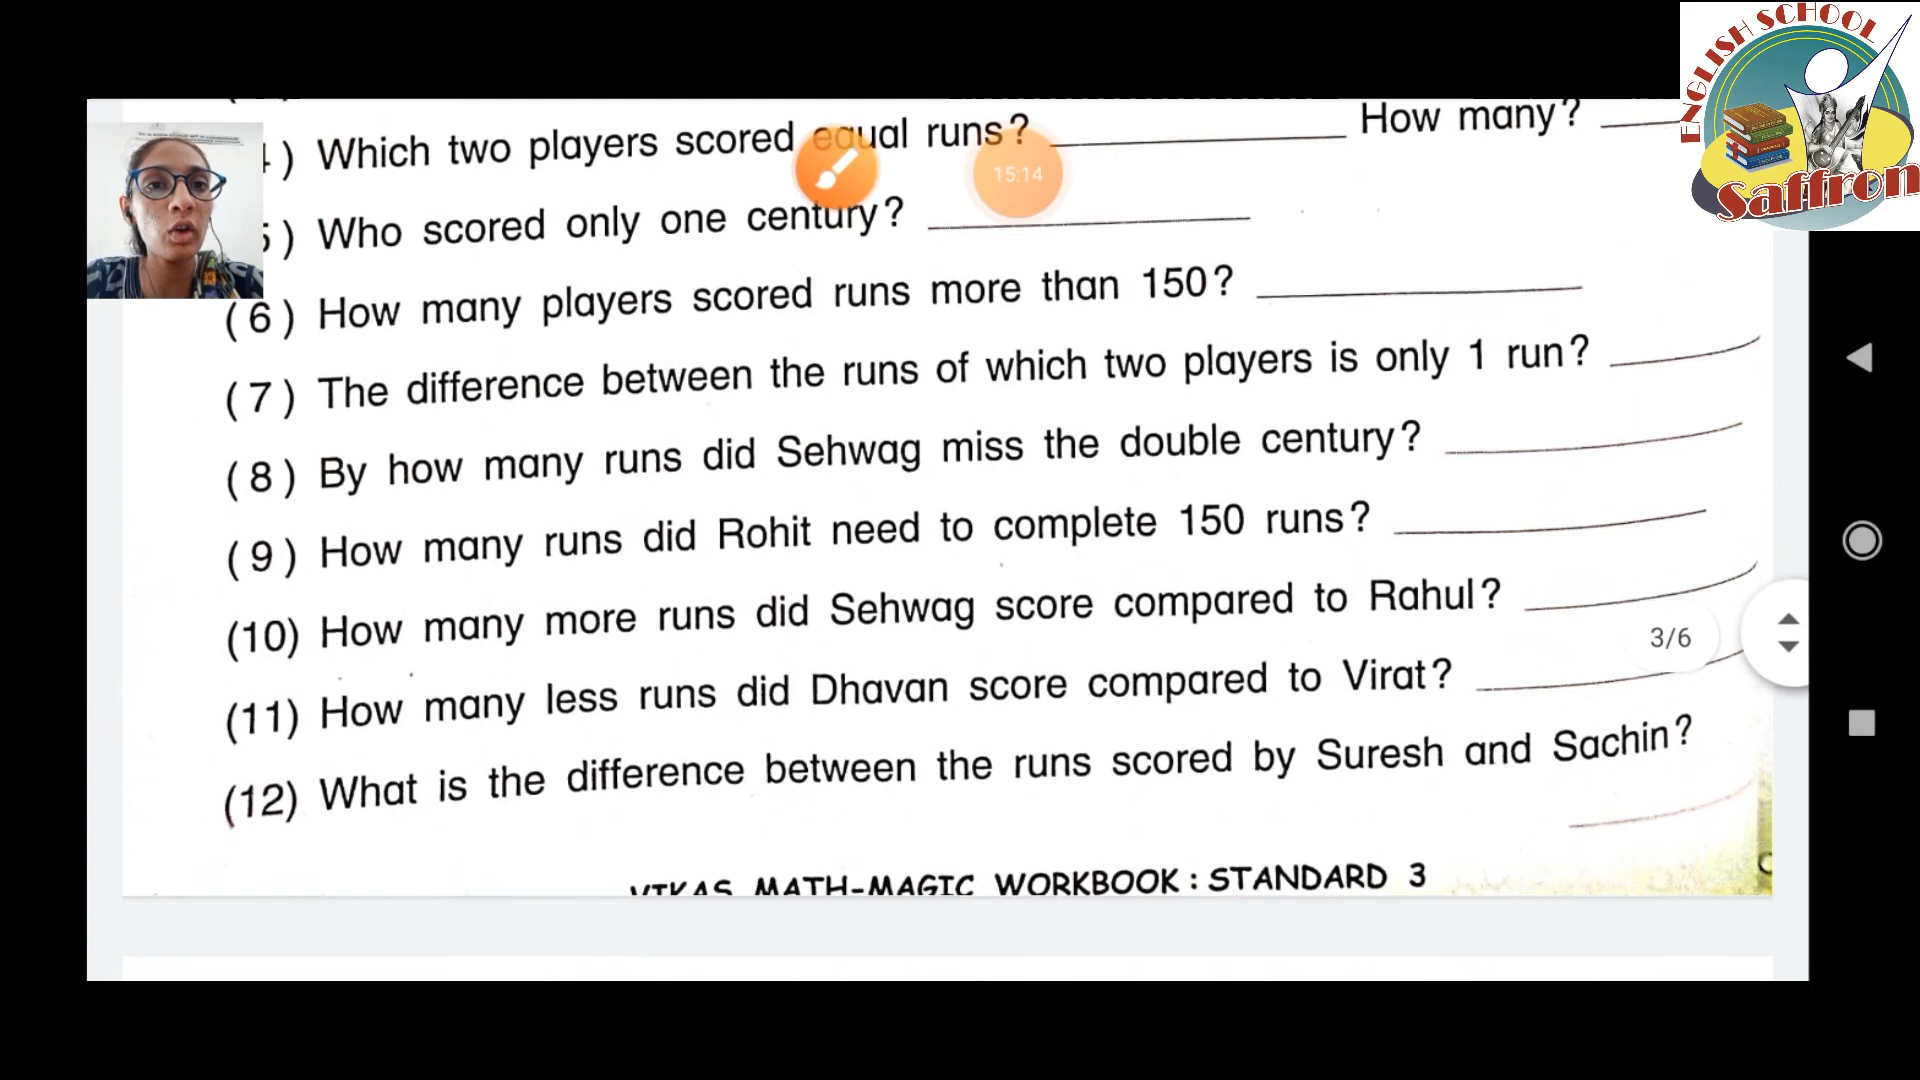 ENGLISH SCHOOL
Saffron
) Which two players scored equal runs? How many?
15:14
) Who scored only one century?
(6) How many players scored runs more than 150?
(7) The difference between the runs of which two players is only 1 run?
(8) By how many runs did Sehwag miss the double century?
(9) How many runs did Rohit need to complete 150 runs?
(10) How many more runs did Sehwag score compared to Rahul?
3/6
(11) How many less runs did Dhavan score compared to Virat?
(12) What is the difference between the runs scored by Suresh and Sachin?
VIKAS MATH-MAGIC WORKBOOK : STANDARD 3